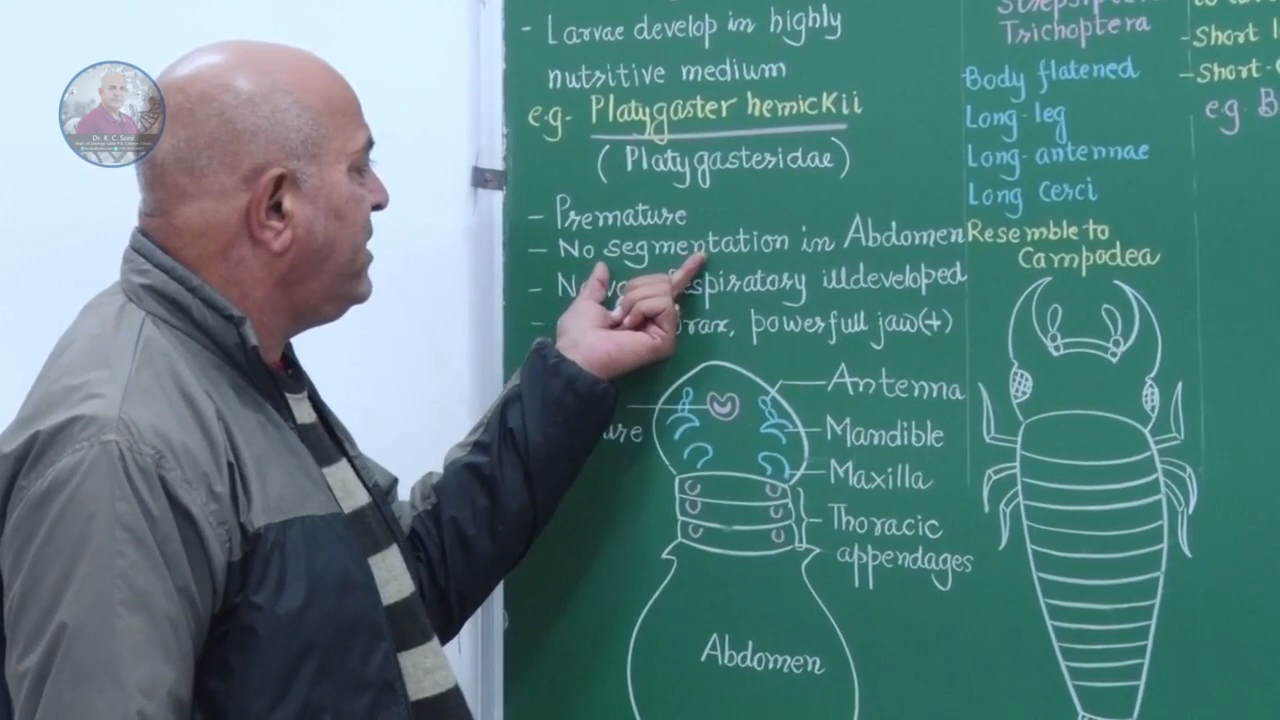 - Larvae develop in highly
nutritive medium
e.g. Platygaster hemickii
(Platygasteridae)
- Premature
- No segmentation in Abdomen
- respiratory illdeveloped
- powerfull jaw(+)
Antenna
Mandible
Maxilla
Thoracic
appendages
Abdomen
Trichoptera
Body flatened
Long-leg
Long-antennae
Long cerci
Resemble to
Campodea
- Short
- Short-
e.g. B
Dr. K. C. Soni